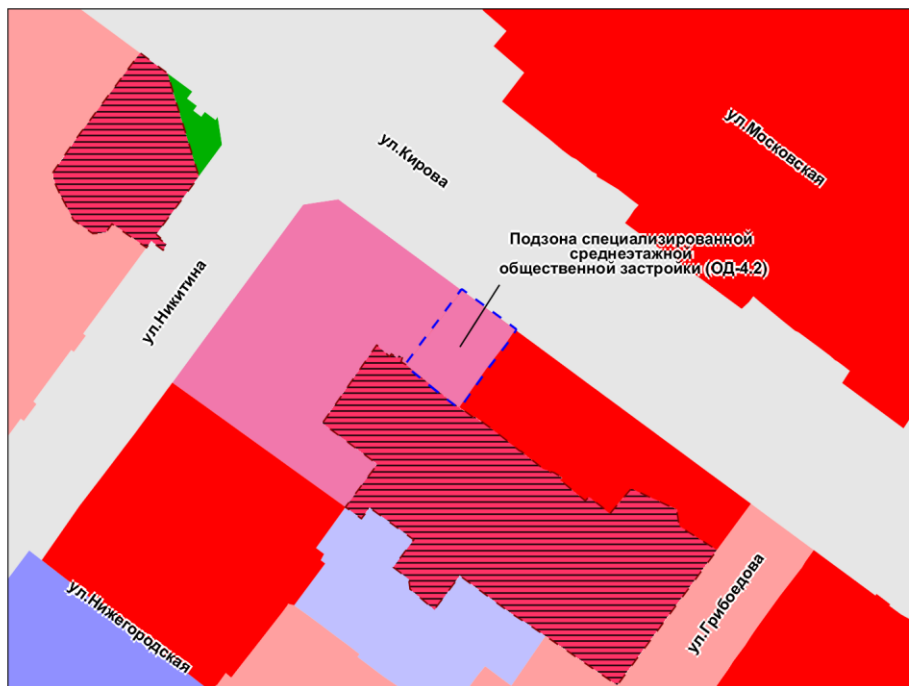 ул.Московская
ул.Кирова
Подзона специализированной
среднеэтажной
общественной застройки (ОД-4.2)
ул.Никитина
ул.Грибоедова
ул.Нижегородская